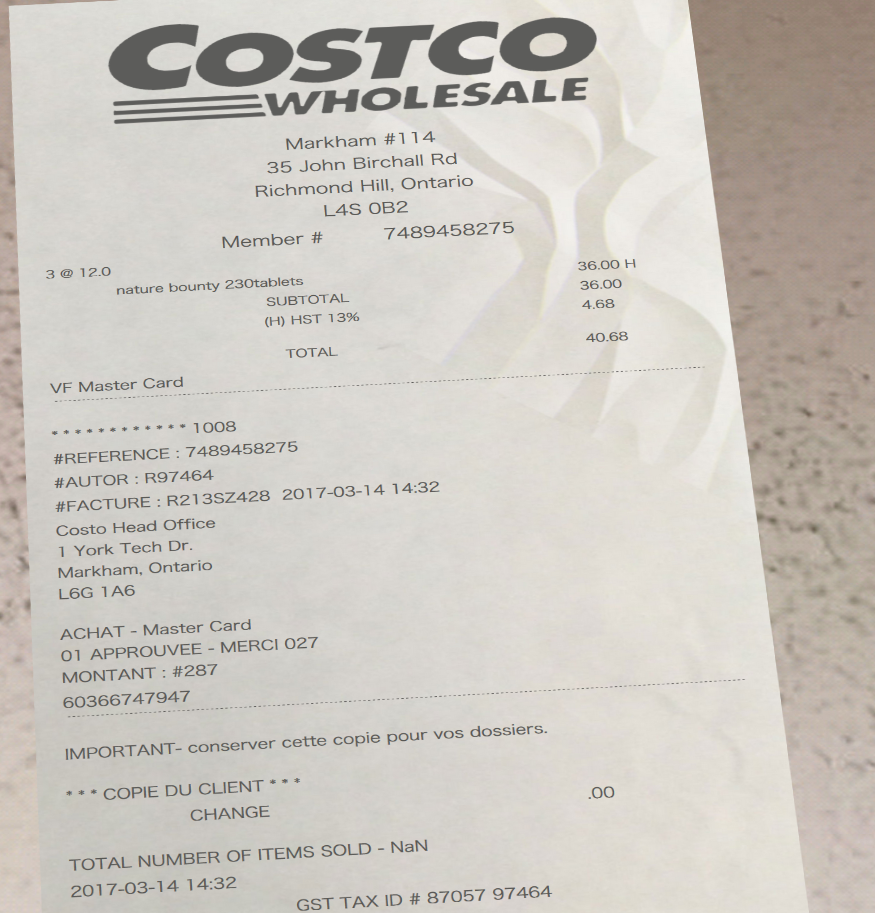 COSTCO
WHOLESALE
Markham #114
35 John Birchall Rd
Richmond Hill, Ontario
L4S 0B2
Member # 7489458275
3 @ 12.0
nature bounty 230tablets 36.00 H
SUBTOTAL 36.00
(H) HST 13% 4.68
TOTAL 40.68
VF Master Card
* * * * * * * * * * * * 1008
#REFERENCE : 7489458275
#AUTOR : R97464
#FACTURE : R213SZ428 2017-03-14 14:32
Costo Head Office
1 York Tech Dr.
Markham, Ontario
L6G 1A6
ACHAT - Master Card
01 APPROUVEE - MERCI 027
MONTANT : #287
60366747947
IMPORTANT- conserver cette copie pour vos dossiers.
* * * COPIE DU CLIENT * * *
CHANGE .00
TOTAL NUMBER OF ITEMS SOLD - NaN
2017-03-14 14:32
GST TAX ID # 87057 97464